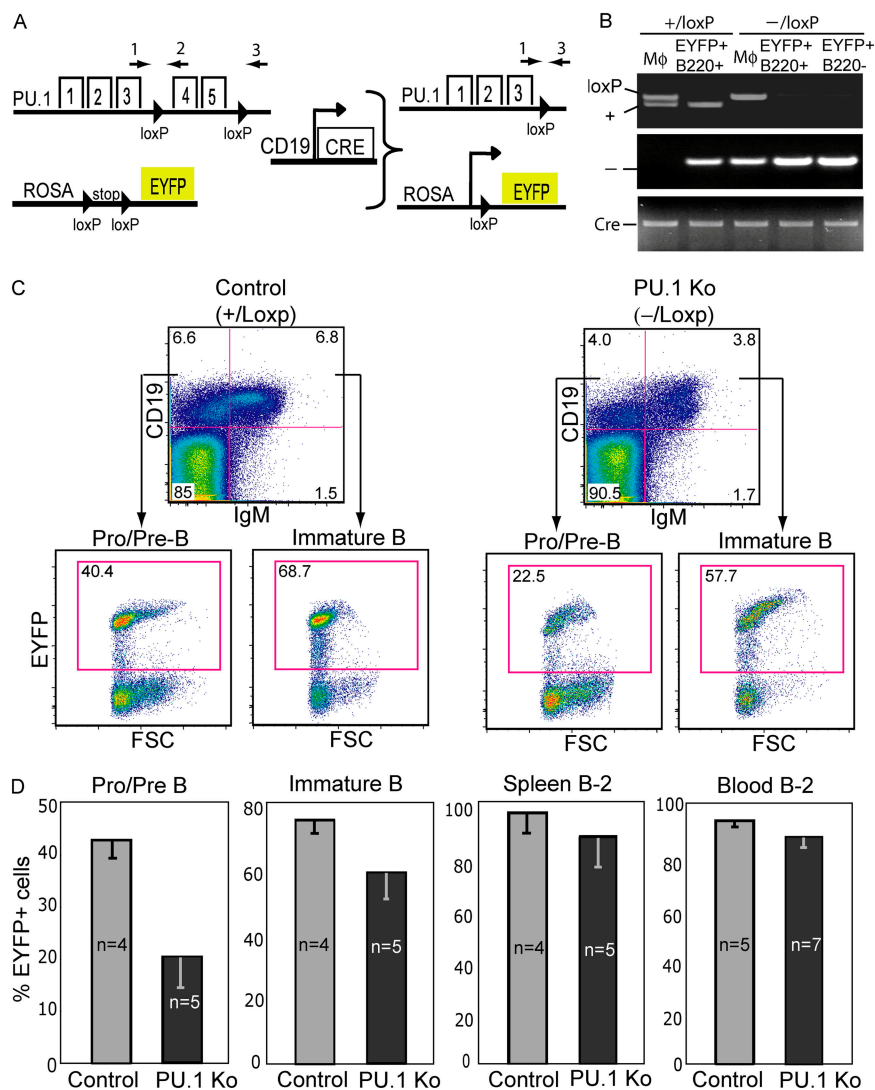 A
1 2 3
PU.1 1 2 3 4 5
loxP loxP
ROSA stop EYFP
loxP loxP
CD19 CRE
1 3
PU.1 1 2 3
loxP
ROSA EYFP
loxP
B
+/loxP −/loxP
Mϕ EYFP+ B220+ Mϕ EYFP+ B220+ EYFP+ B220-
loxP
+
−
Cre
C
Control
(+/Loxp)
6.6 6.8
CD19
85 1.5
IgM
Pro/Pre-B Immature B
40.4 68.7
EYFP
FSC FSC
PU.1 Ko
(−/Loxp)
4.0 3.8
CD19
90.5 1.7
IgM
Pro/Pre-B Immature B
22.5 57.7
FSC FSC
D
% EYFP+ cells
Pro/Pre B
50
40
30
20
10
0
n=4 n=5
Control PU.1 Ko
Immature B
80
60
40
20
0
n=4 n=5
Control PU.1 Ko
Spleen B-2
100
80
60
40
20
0
n=4 n=5
Control PU.1 Ko
Blood B-2
100
80
60
40
20
0
n=5 n=7
Control PU.1 Ko